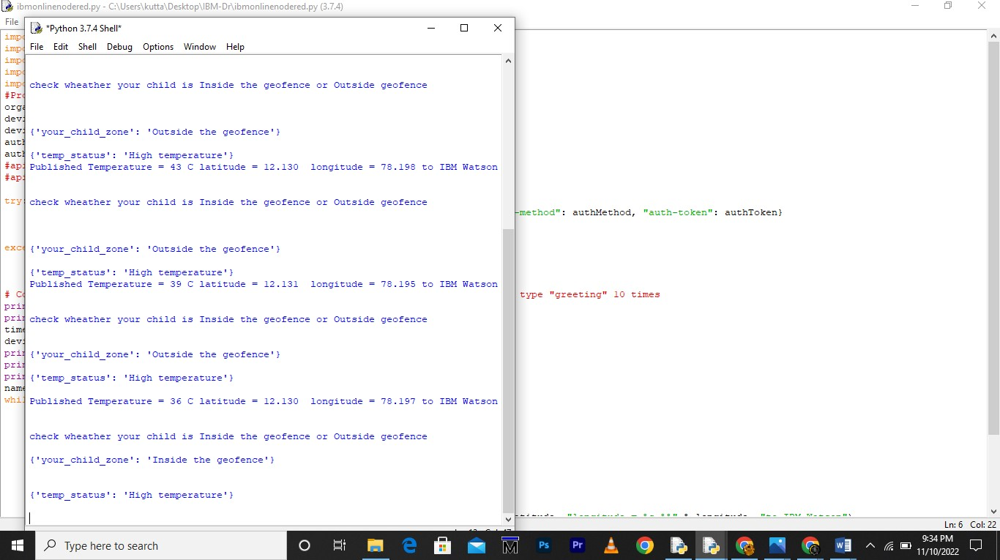 ibmonlinenodered.py - C:\Users\kutta\Desktop\IBM-Dr\ibmonlinenodered.py (3.7.4)
File
*Python 3.7.4 Shell*
File Edit Shell Debug Options Window Help
check wheather your child is Inside the geofence or Outside geofence
{'your_child_zone': 'Outside the geofence'}
{'temp_status': 'High temperature'}
Published Temperature = 43 C latitude = 12.130 longitude = 78.198 to IBM Watson
check wheather your child is Inside the geofence or Outside geofence
{'your_child_zone': 'Outside the geofence'}
{'temp_status': 'High temperature'}
Published Temperature = 39 C latitude = 12.131 longitude = 78.195 to IBM Watson
check wheather your child is Inside the geofence or Outside geofence
{'your_child_zone': 'Outside the geofence'}
{'temp_status': 'High temperature'}
Published Temperature = 36 C latitude = 12.130 longitude = 78.197 to IBM Watson
check wheather your child is Inside the geofence or Outside geofence
{'your_child_zone': 'Inside the geofence'}
{'temp_status': 'High temperature'}
impo
impo
impo
impo
impo
#Pro
orga
devi
devi
auth
auth
#api
#api
try:
-method": authMethod, "auth-token": authToken}
exce
# Co
type "greeting" 10 times
prin
prin
time
devi
prin
prin
prin
name
whil
Ln: 6 Col: 22
Type here to search
Ps
Pr
9:34 PM
11/10/2022